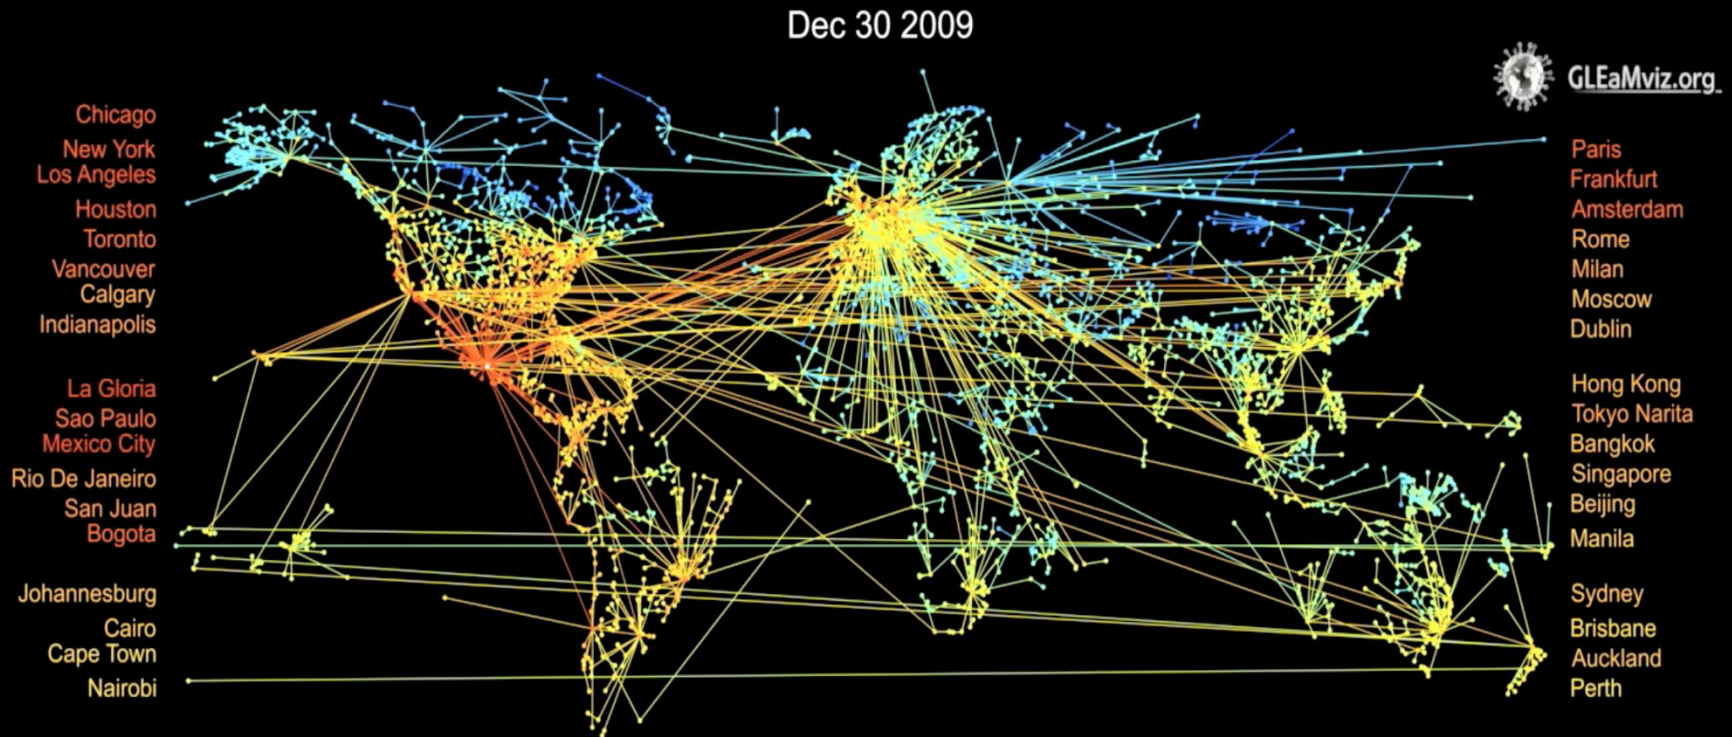 Dec 30 2009
GLEaMviz.org
Chicago
New York
Los Angeles
Houston
Toronto
Vancouver
Calgary
Indianapolis
La Gloria
Sao Paulo
Mexico City
Rio De Janeiro
San Juan
Bogota
Johannesburg
Cairo
Cape Town
Nairobi
Paris
Frankfurt
Amsterdam
Rome
Milan
Moscow
Dublin
Hong Kong
Tokyo Narita
Bangkok
Singapore
Beijing
Manila
Sydney
Brisbane
Auckland
Perth